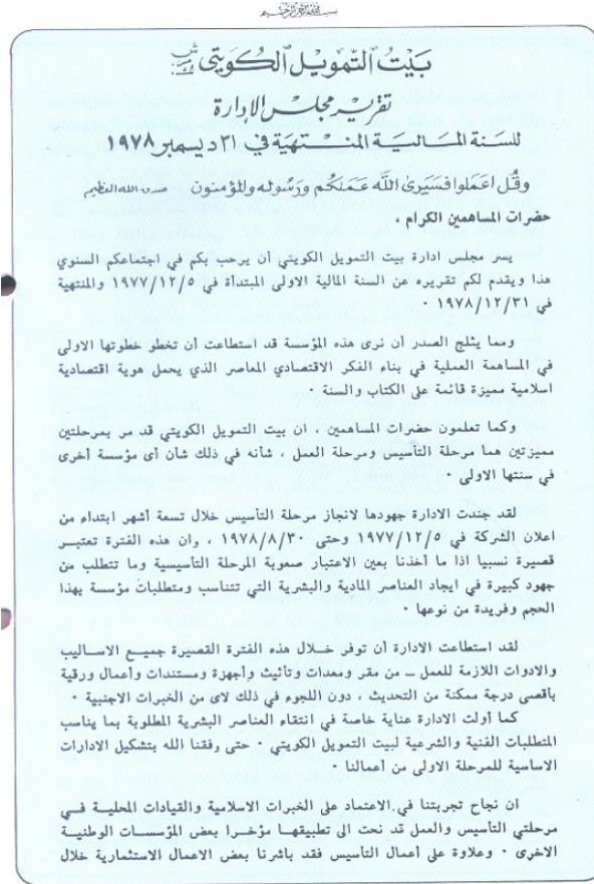 بسم الله الرحمن الرحيم
بيت التمويل الكويتي ش.م.ك
تقرير مجلس الادارة
للسنة المالية المنتهية في ٣١ ديسمبر ١٩٧٨
وقل اعملوا فسيرى الله عملكم ورسوله والمؤمنون صدق الله العظيم
حضرات المساهمين الكرام ،
يسر مجلس ادارة بيت التمويل الكويتي أن يرحب بكم في اجتماعكم السنوي
هذا ويقدم لكم تقريره عن السنة المالية الاولى المبتدأة في ١٩٧٧/١٢/٥ والمنتهية
في ١٩٧٨/١٢/٣١ ٠
ومما يثلج الصدر أن نرى هذه المؤسسة قد استطاعت أن تخطو خطوتها الاولى
في المساهمة العملية في بناء الفكر الاقتصادي المعاصر الذي يحمل هوية اقتصادية
اسلامية مميزة قائمة على الكتاب والسنة ٠
وكما تعلمون حضرات المساهمين ، ان بيت التمويل الكويتي قد مر بمرحلتين
مميزتين هما مرحلة التأسيس ومرحلة العمل ، شأنه في ذلك شأن أى مؤسسة أخرى
في سنتها الاولى ٠
لقد جندت الادارة جهودها لانجاز مرحلة التأسيس خلال تسعة أشهر ابتداء من
اعلان الشركة في ١٩٧٧/١٢/٥ وحتى ١٩٧٨/٨/٣٠ ، وان هذه الفترة تعتبر
قصيرة نسبيا اذا ما أخذنا بعين الاعتبار صعوبة المرحلة التأسيسية وما تتطلب من
جهود كبيرة في ايجاد العناصر المادية والبشرية التي تتناسب ومتطلبات مؤسسة بهذا
الحجم وفريدة من نوعها ٠
لقد استطاعت الادارة أن توفر خلال هذه الفترة القصيرة جميع الاساليب
والادوات اللازمة للعمل ـ من مقر ومعدات وتأثيث وأجهزة ومستندات وأعمال ورقية
باقصى درجة ممكنة من التحديث ، دون اللجوء في ذلك لاى من الخبرات الاجنبية ٠
كما أولت الادارة عناية خاصة في انتقاء العناصر البشرية المطلوبة بما يناسب
المتطلبات الفنية والشرعية لبيت التمويل الكويتي ٠ حتى وفقنا الله بتشكيل الادارات
الاساسية للمرحلة الاولى من أعمالنا ٠
ان نجاح تجربتنا في الاعتماد على الخبرات الاسلامية والقيادات المحلية في
مرحلتي التأسيس والعمل قد نحت الى تطبيقها مؤخرا بعض المؤسسات الوطنية
الاخرى ٠ وعلاوة على أعمال التأسيس فقد باشرنا بعض الاعمال الاستثمارية خلال